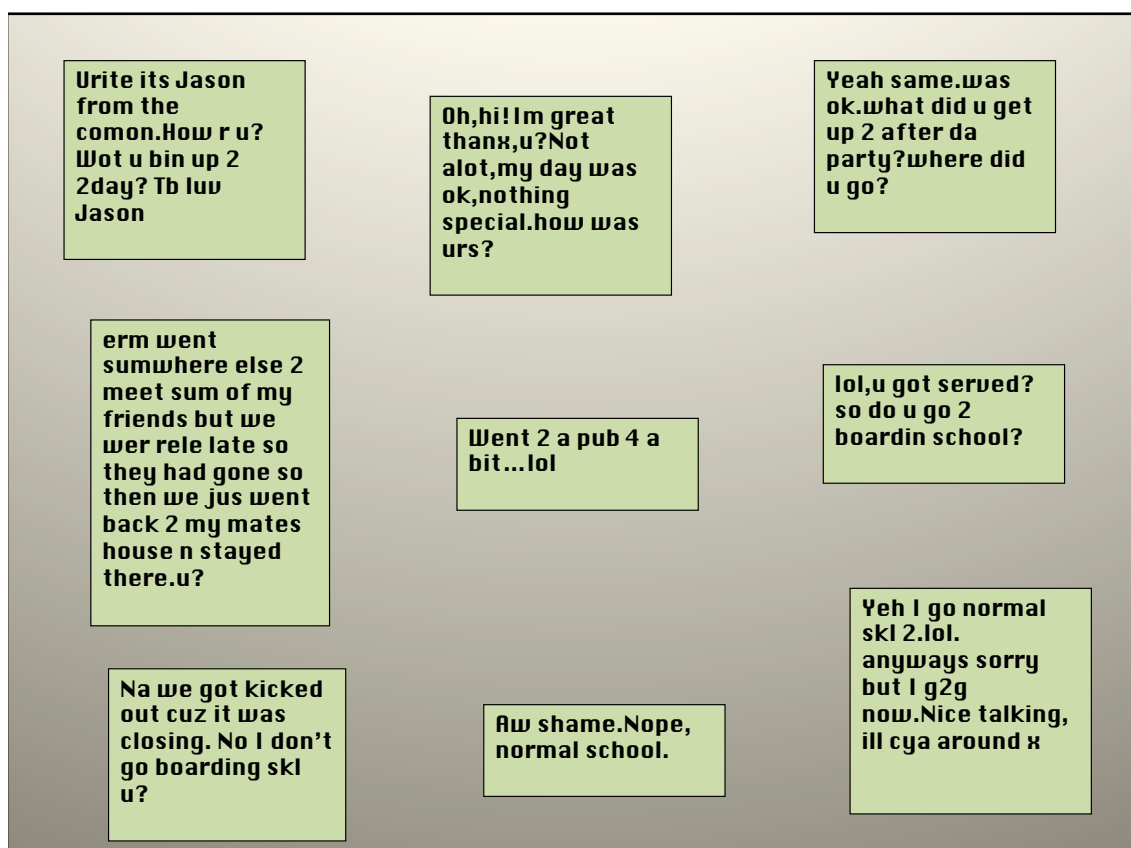 Urite its Jason
from the
comon.How r u?
Wot u bin up 2
2day? Tb luv
Jason
Oh,hi!Im great
thanx,u?Not
alot,my day was
ok,nothing
special.how was
urs?
Yeah same.was
ok.what did u get
up 2 after da
party?where did
u go?
erm went
sumwhere else 2
meet sum of my
friends but we
wer rele late so
they had gone so
then we jus went
back 2 my mates
house n stayed
there.u?
Went 2 a pub 4 a
bit...lol
lol,u got served?
so do u go 2
boardin school?
Na we got kicked
out cuz it was
closing. No I don't
go boarding skl
u?
Aw shame.Nope,
normal school.
Yeh I go normal
skl 2.lol.
anyways sorry
but I g2g
now.Nice talking,
ill cya around x